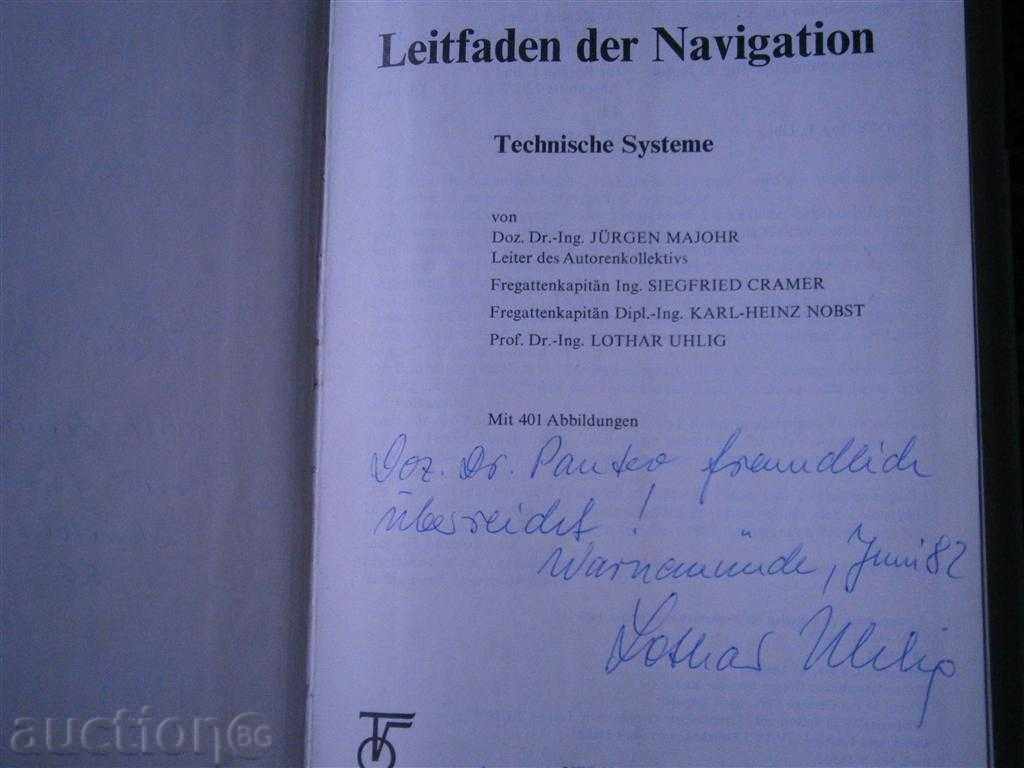 Leitfaden der Navigation
Technische Systeme
von
Doz. Dr.-Ing. JÜRGEN MAJOHR
Leiter des Autorenkollektivs
Fregattenkapitän Ing. SIEGFRIED CRAMER
Fregattenkapitän Dipl.-Ing. KARL-HEINZ NOBST
Prof. Dr.-Ing. LOTHAR UHLIG
Mit 401 Abbildungen
Doz. Dr. Pantev freundlich
überreicht!
Warnemünde, Juni 82
Lothar Uhlig
auctionBG